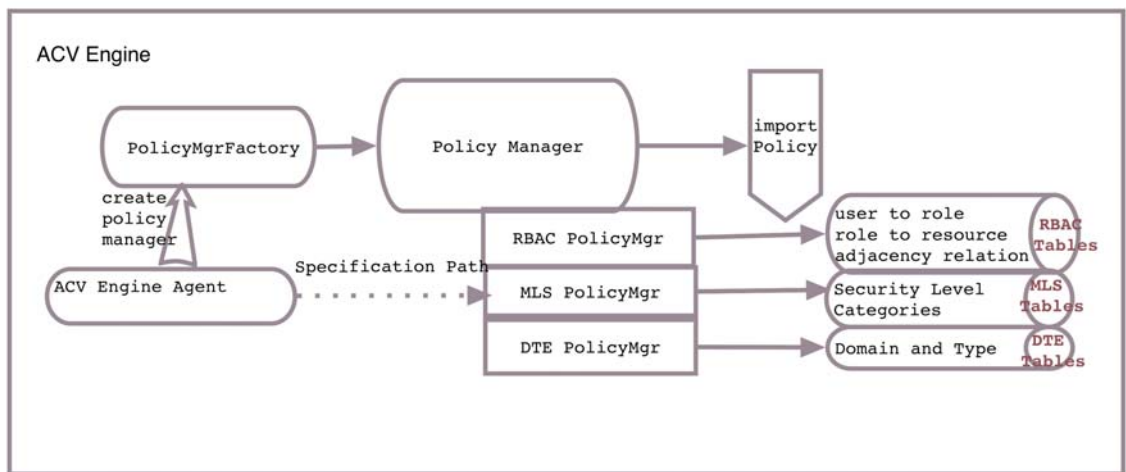 ACV Engine
PolicyMgrFactory
Policy Manager
import
Policy
create
policy
manager
ACV Engine Agent
Specification Path
RBAC PolicyMgr
MLS PolicyMgr
DTE PolicyMgr
user to role
role to resource
adjacency relation
RBAC
Tables
Security Level
Categories
MLS
Tables
Domain and Type
DTE
Tables